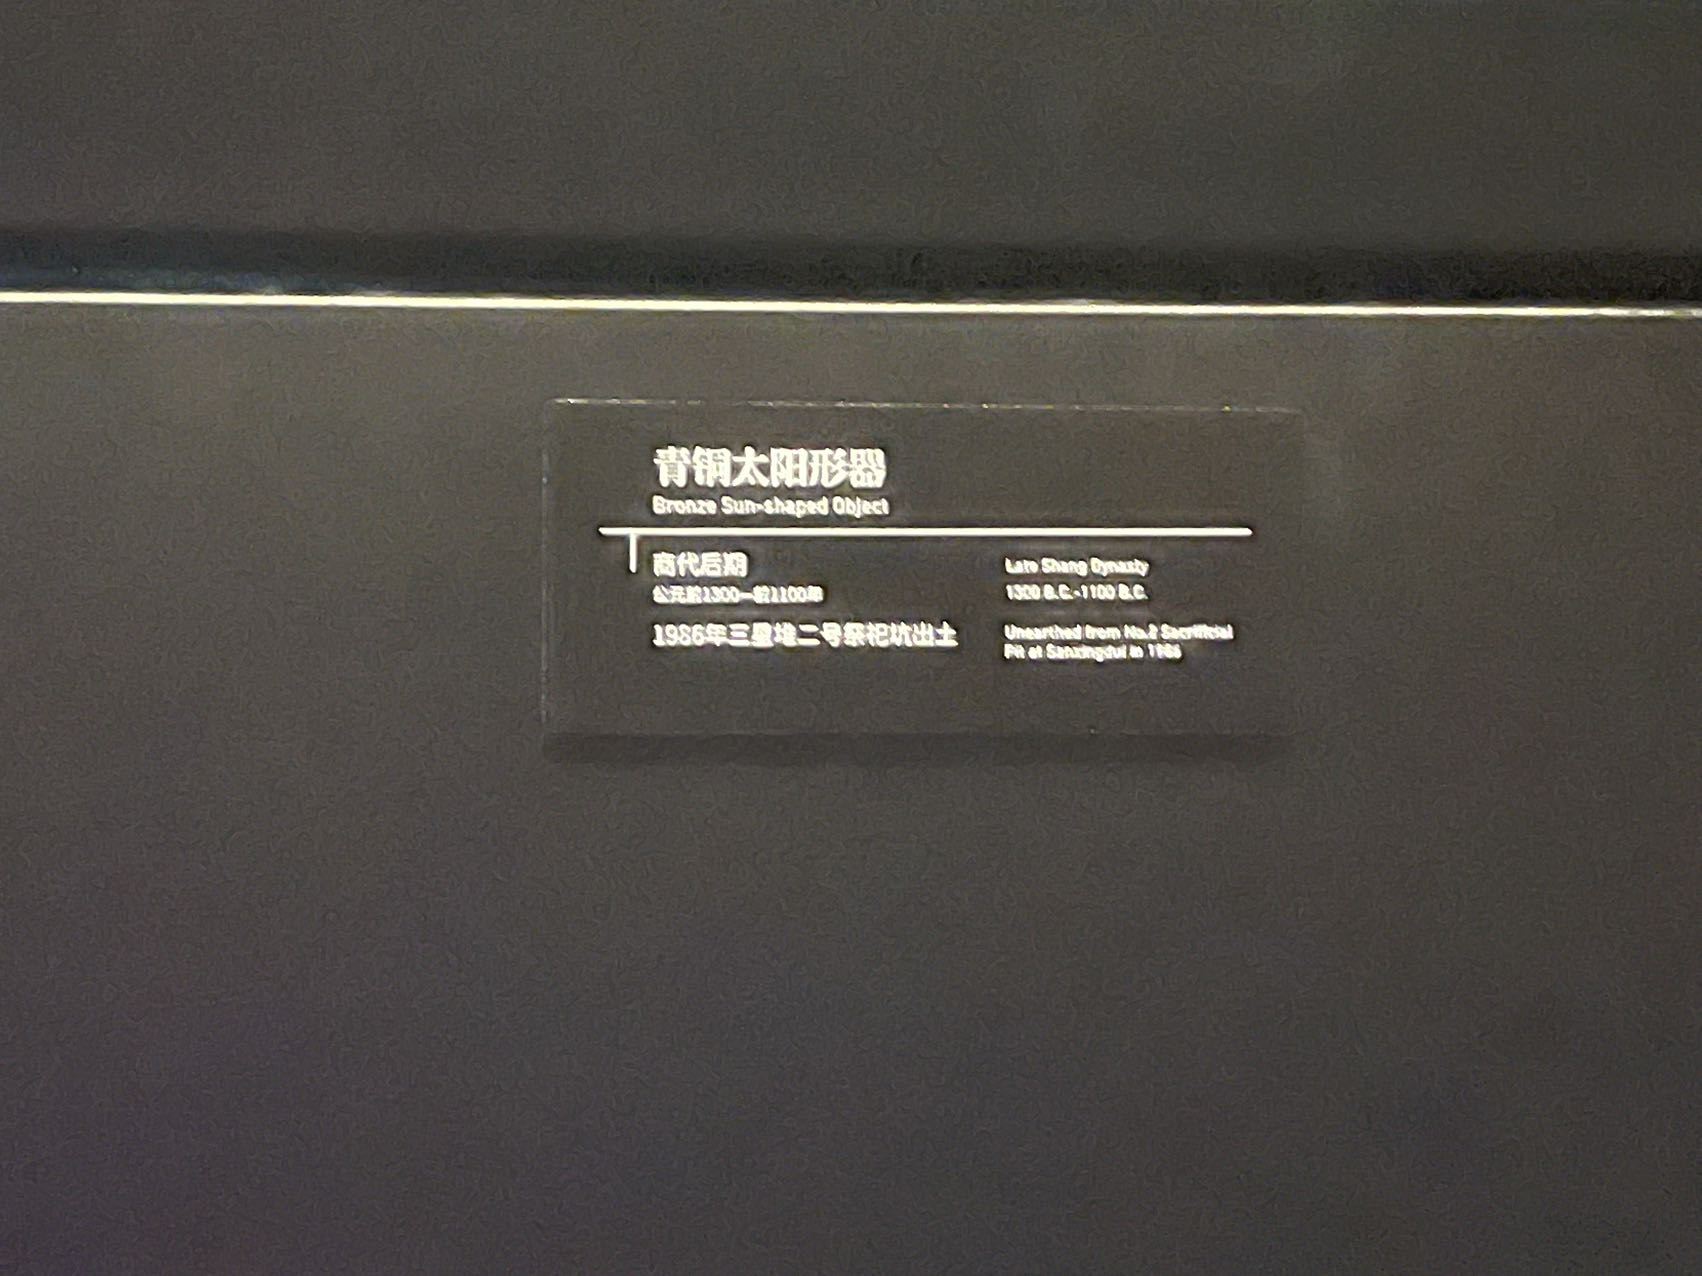 青铜太阳形器
Bronze Sun-shaped Object
商代后期
公元前1300—前1100年
1986年三星堆二号祭祀坑出土
Late Shang Dynasty
1300 B.C.-1100 B.C.
Unearthed from No.2 Sacrificial
Pit at Sanxingdui in 1986